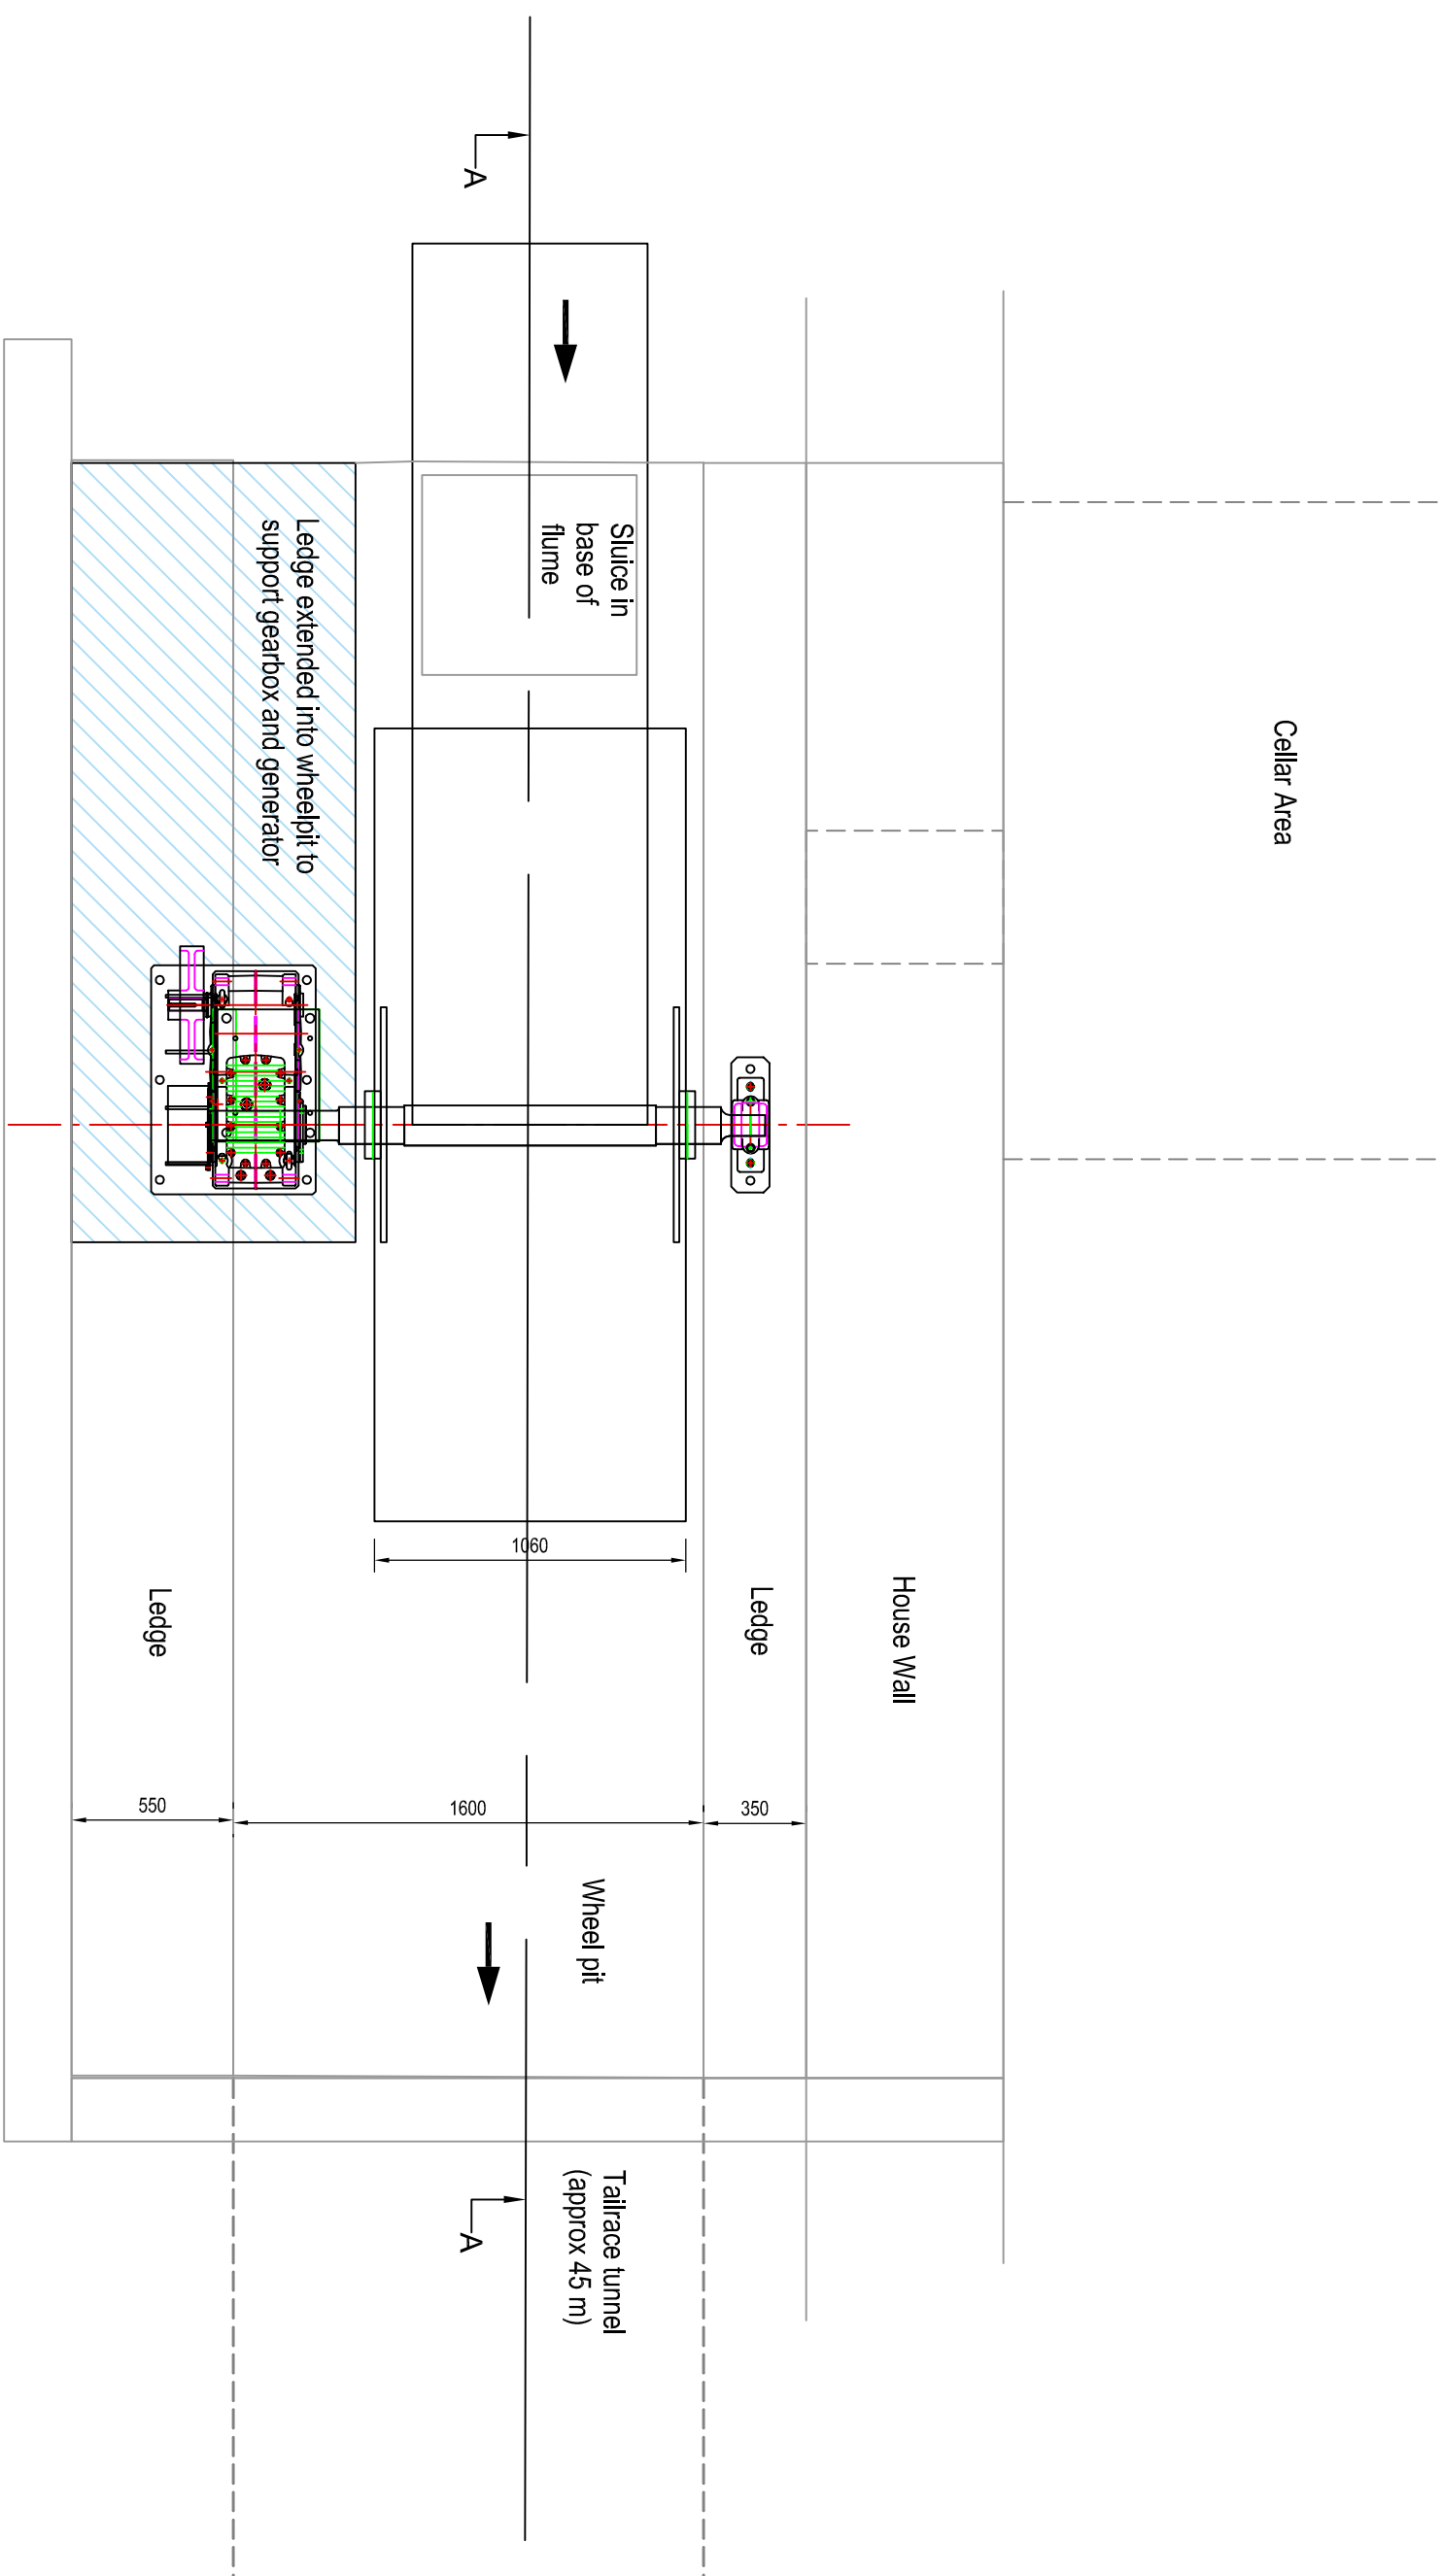 A
Cellar Area
Sluice in
base of
flume
Ledge extended into wheelpit to
support gearbox and generator
1060
House Wall
Ledge
Ledge
550
1600
350
Wheel pit
Tailrace tunnel
(approx 45 m)
A